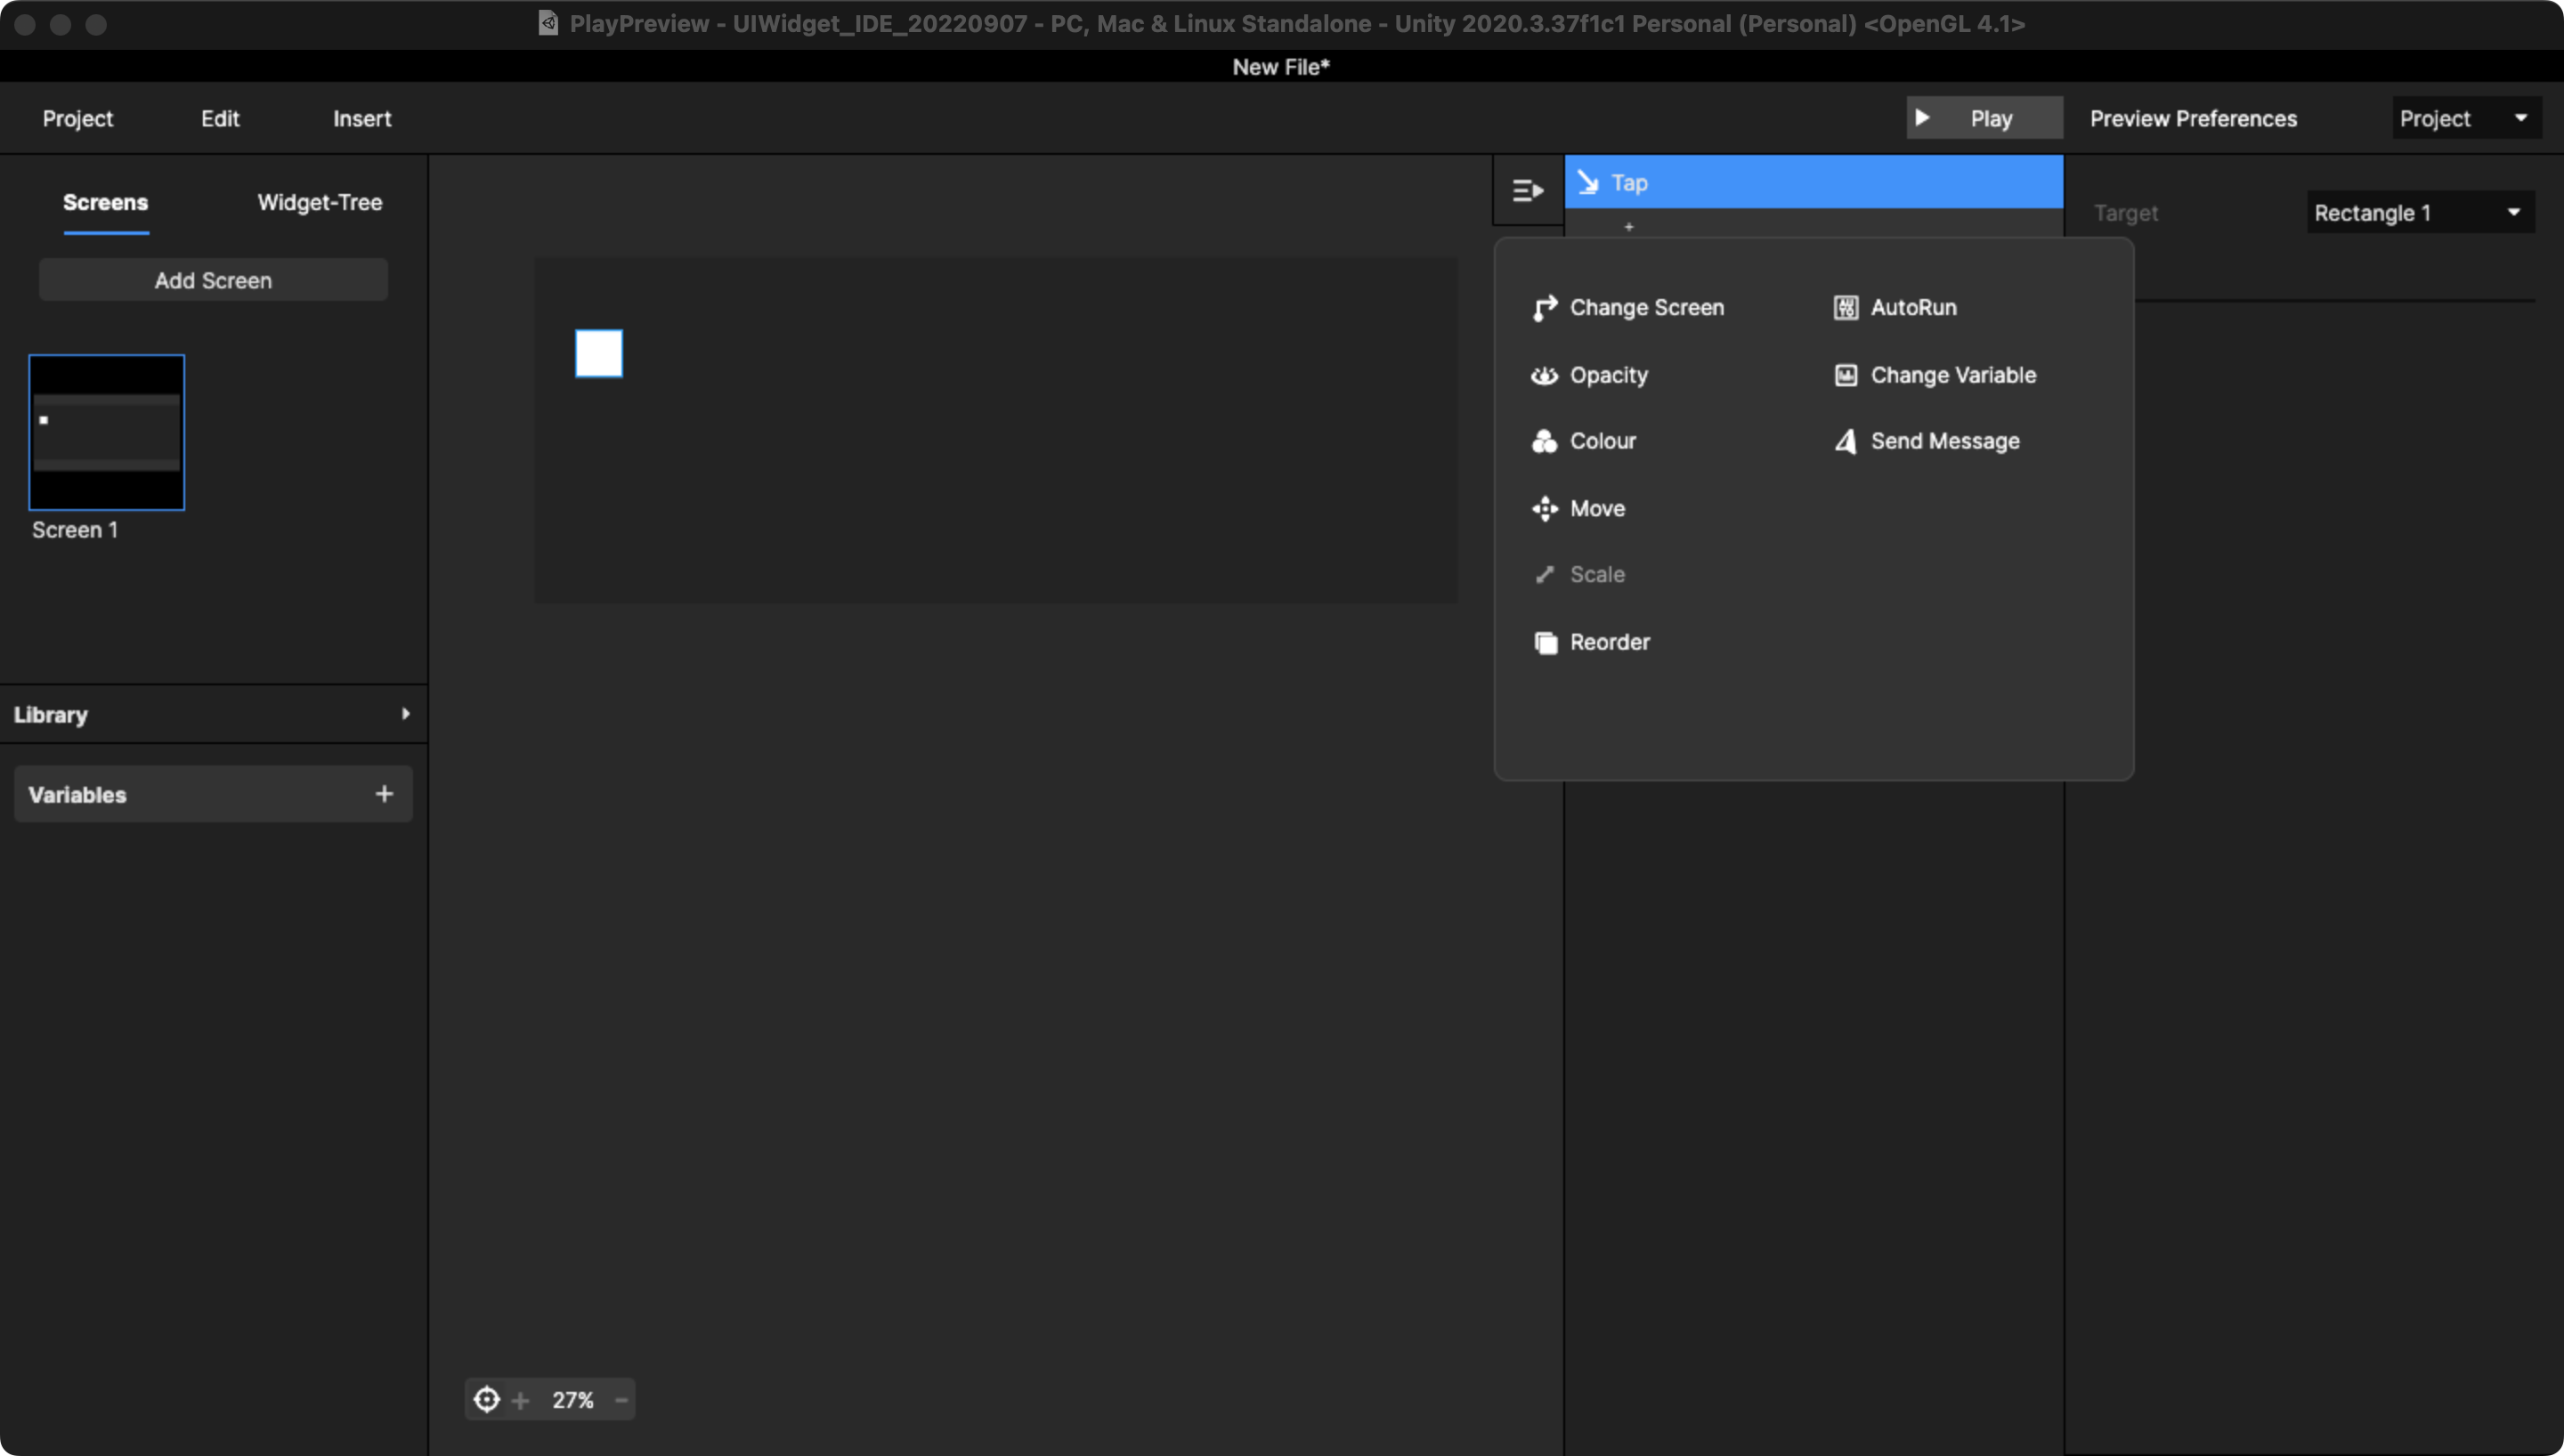 PlayPreview - UIWidget_IDE_20220907 - PC, Mac & Linux Standalone - Unity 2020.3.37f1c1 Personal (Personal) <OpenGL 4.1>
New File*
Project Edit Insert Play Preview Preferences Project
Screens Widget-Tree
Add Screen
Screen 1
Library
Variables +
+ 27% -
Tap
+
Change Screen AutoRun
Opacity Change Variable
Colour Send Message
Move
Scale
Reorder
Target Rectangle 1